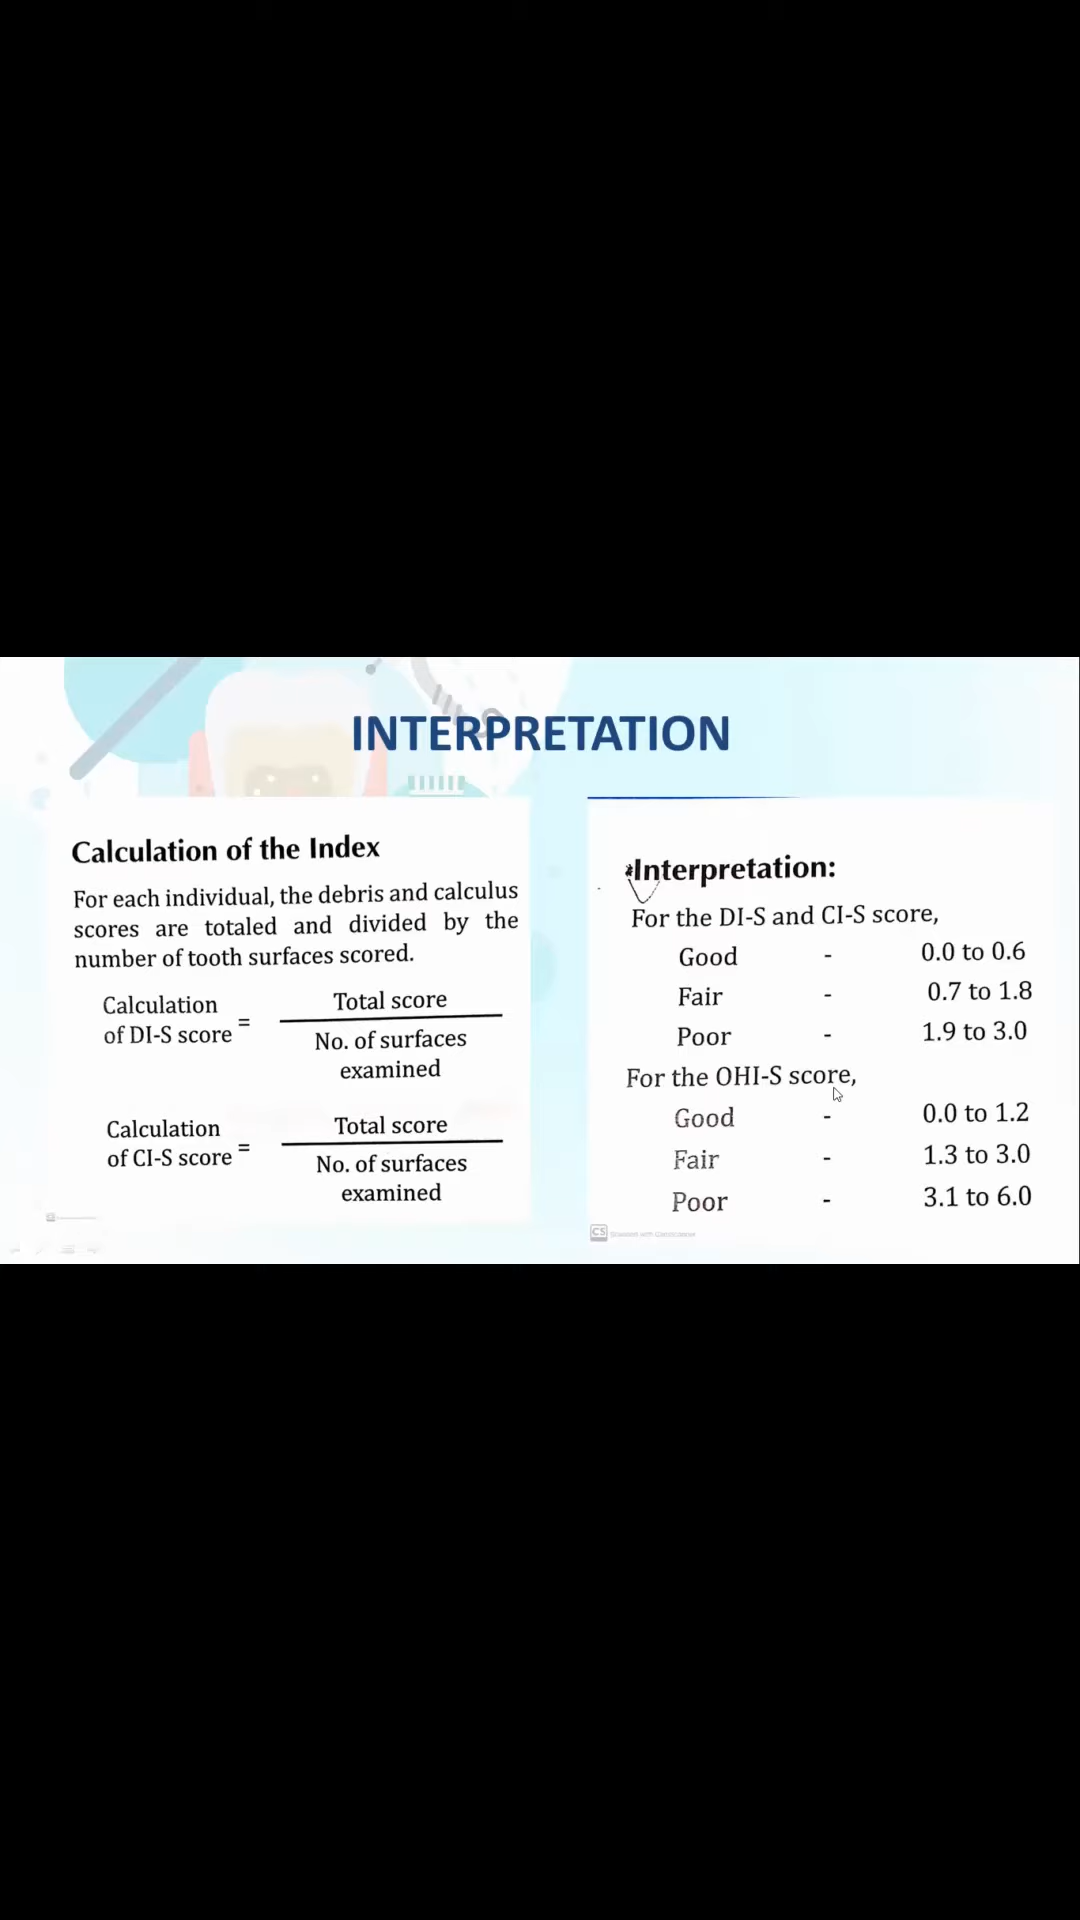 INTERPRETATION
Calculation of the Index
For each individual, the debris and calculus
scores are totaled and divided by the
number of tooth surfaces scored.
Calculation
of DI-S score = Total score
No. of surfaces
examined
Calculation
of CI-S score = Total score
No. of surfaces
examined
Interpretation:
For the DI-S and CI-S score,
Good - 0.0 to 0.6
Fair - 0.7 to 1.8
Poor - 1.9 to 3.0
For the OHI-S score,
Good - 0.0 to 1.2
Fair - 1.3 to 3.0
Poor - 3.1 to 6.0
CS Scanned with CamScanner